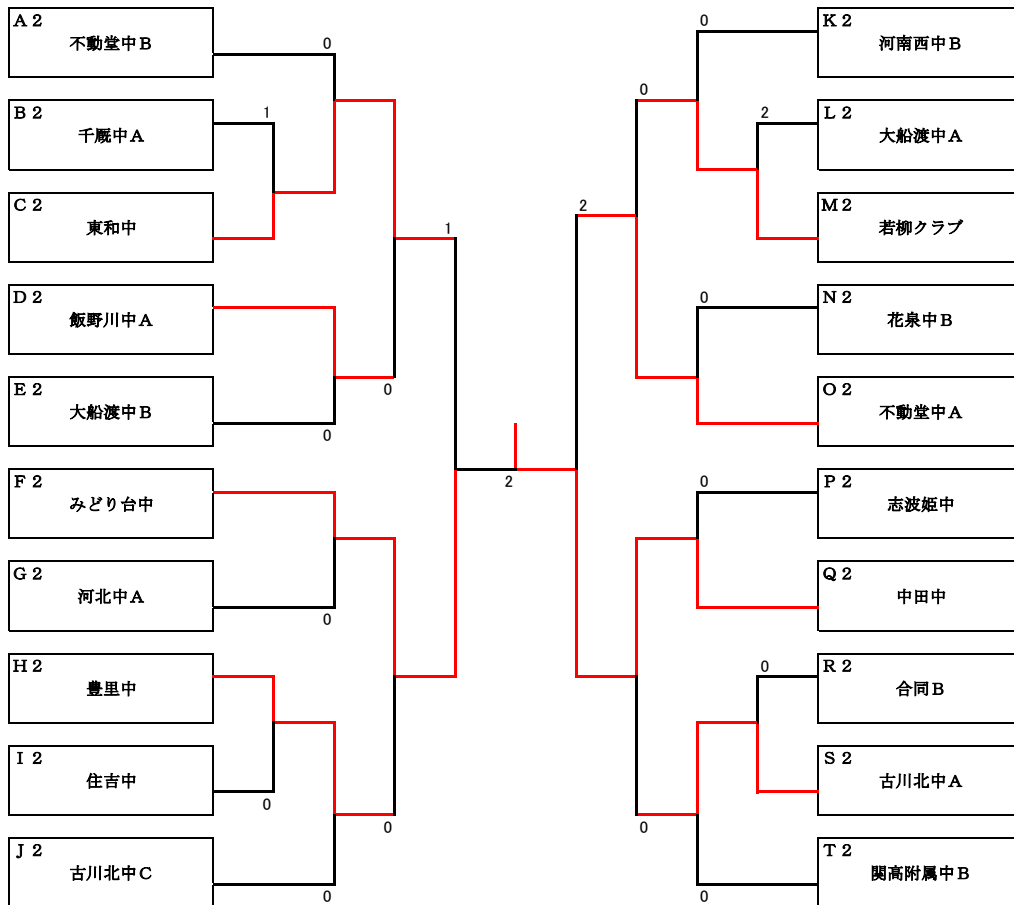 A2
不動堂中B
B2
千厩中A
C2
東和中
D2
飯野川中A
E2
大船渡中B
F2
みどり台中
G2
河北中A
H2
豊里中
I2
住吉中
J2
古川北中C
0
1
0
0
0
0
0
0
1
2
2
0
0
2
0
0
0
0
0
K2
河南西中B
L2
大船渡中A
M2
若柳クラブ
N2
花泉中B
O2
不動堂中A
P2
志波姫中
Q2
中田中
R2
合同B
S2
古川北中A
T2
関高附属中B